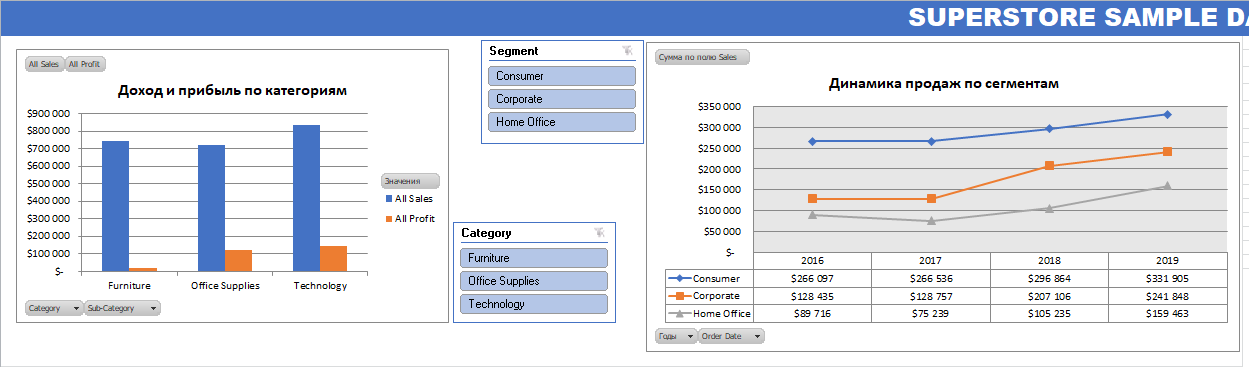 SUPERSTORE SAMPLE DA
All Sales All Profit
Доход и прибыль по категориям
$900 000
$800 000
$700 000
$600 000
$500 000
$400 000
$300 000
$200 000
$100 000
$-
Furniture Office Supplies Technology
Значения
All Sales
All Profit
Category Sub-Category
Segment
Consumer
Corporate
Home Office
Category
Furniture
Office Supplies
Technology
Сумма по полю Sales
Динамика продаж по сегментам
$350 000
$300 000
$250 000
$200 000
$150 000
$100 000
$50 000
$-
2016 2017 2018 2019
Consumer $266 097 $266 536 $296 864 $331 905
Corporate $128 435 $128 757 $207 106 $241 848
Home Office $89 716 $75 239 $105 235 $159 463
Годы Order Date